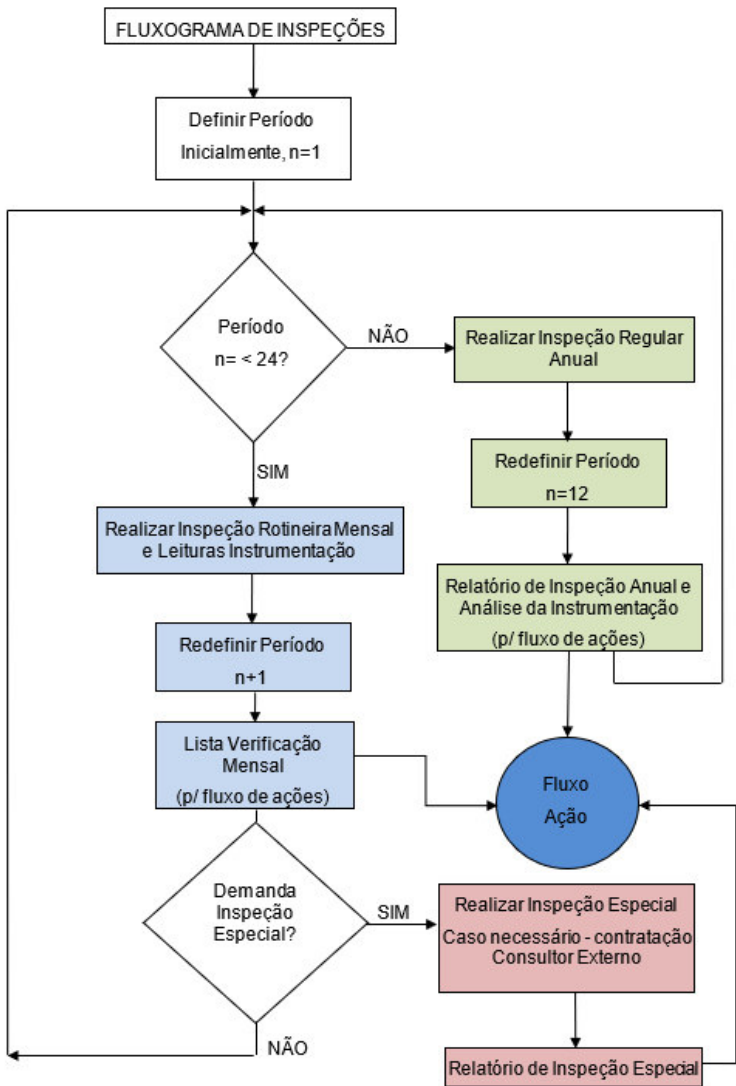 FLUXOGRAMA DE INSPEÇÕES
Definir Período
Inicialmente, n=1
Período
n= < 24?
NÃO
Realizar Inspeção Regular
Anual
Redefinir Período
n=12
SIM
Realizar Inspeção Rotineira Mensal
e Leituras Instrumentação
Relatório de Inspeção Anual e
Análise da Instrumentação
(p/ fluxo de ações)
Redefinir Período
n+1
Lista Verificação
Mensal
(p/ fluxo de ações)
Fluxo
Ação
Demanda
Inspeção
Especial?
SIM
Realizar Inspeção Especial
Caso necessário - contratação
Consultor Externo
NÃO
Relatório de Inspeção Especial